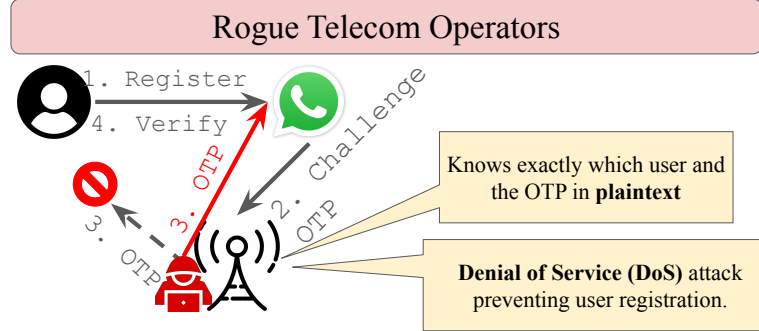 Rogue Telecom Operators
1. Register
4. Verify
2. Challenge
OTP
3. OTP
3. OTP
Knows exactly which user and
the OTP in plaintext
Denial of Service (DoS) attack
preventing user registration.